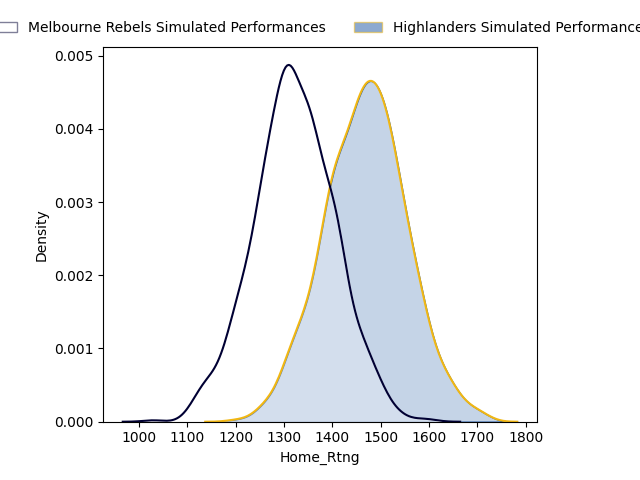 Melbourne Rebels Simulated Performances Highlanders Simulated Performance
0.005
0.004
0.003
0.002
0.001
0.000
Density
1000 1100 1200 1300 1400 1500 1600 1700 1800
Home_Rtng